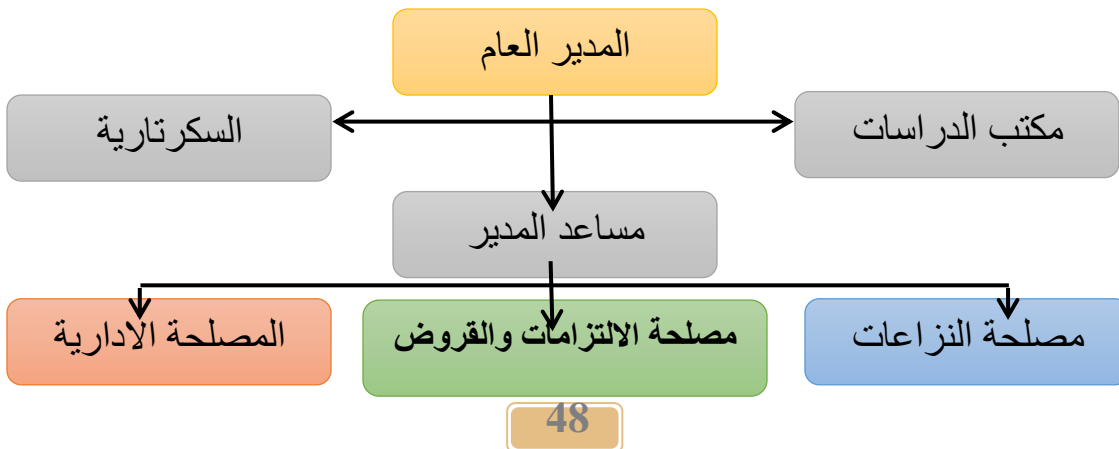 المدير العام
مكتب الدراسات
السكرتارية
مساعد المدير
مصلحة النزاعات
مصلحة الالتزامات والقروض
المصلحة الادارية
48